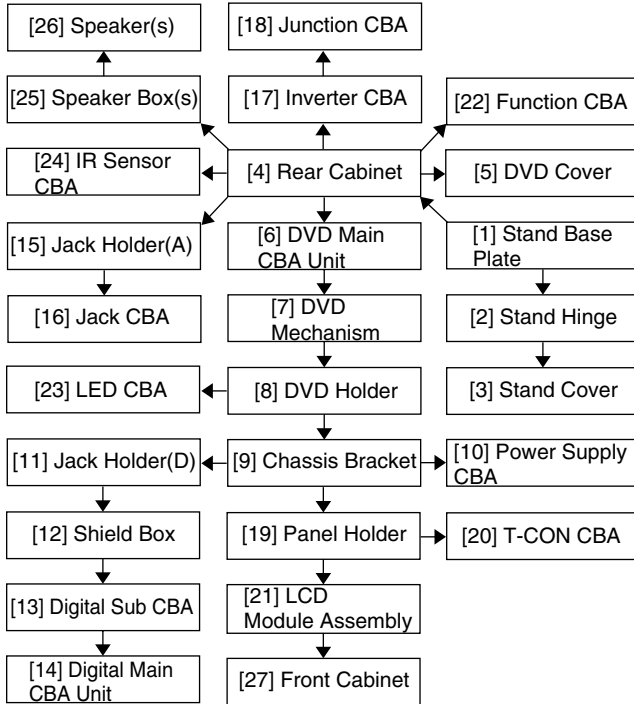 [26] Speaker(s)
[18] Junction CBA
[25] Speaker Box(s)
[17] Inverter CBA
[22] Function CBA
[24] IR Sensor
CBA
[4] Rear Cabinet
[5] DVD Cover
[15] Jack Holder(A)
[6] DVD Main
CBA Unit
[1] Stand Base
Plate
[16] Jack CBA
[7] DVD
Mechanism
[2] Stand Hinge
[23] LED CBA
[8] DVD Holder
[3] Stand Cover
[11] Jack Holder(D)
[9] Chassis Bracket
[10] Power Supply
CBA
[12] Shield Box
[19] Panel Holder
[20] T-CON CBA
[13] Digital Sub CBA
[21] LCD
Module Assembly
[14] Digital Main
CBA Unit
[27] Front Cabinet